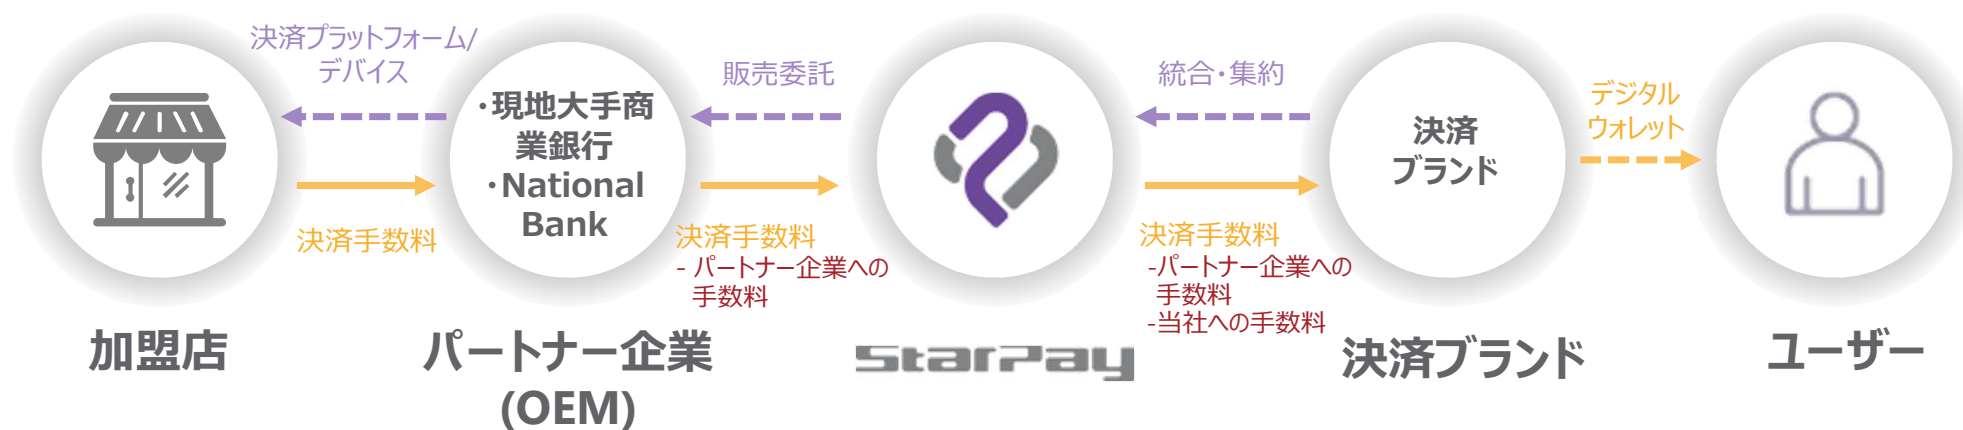 決済プラットフォーム/
デバイス
決済手数料
加盟店
・現地大手商
業銀行
・National
Bank
パートナー企業
(OEM)
販売委託
決済手数料
- パートナー企業への
手数料
StarPay
統合・集約
決済手数料
-パートナー企業への
手数料
-当社への手数料
決済
ブランド
決済ブランド
デジタル
ウォレット
ユーザー